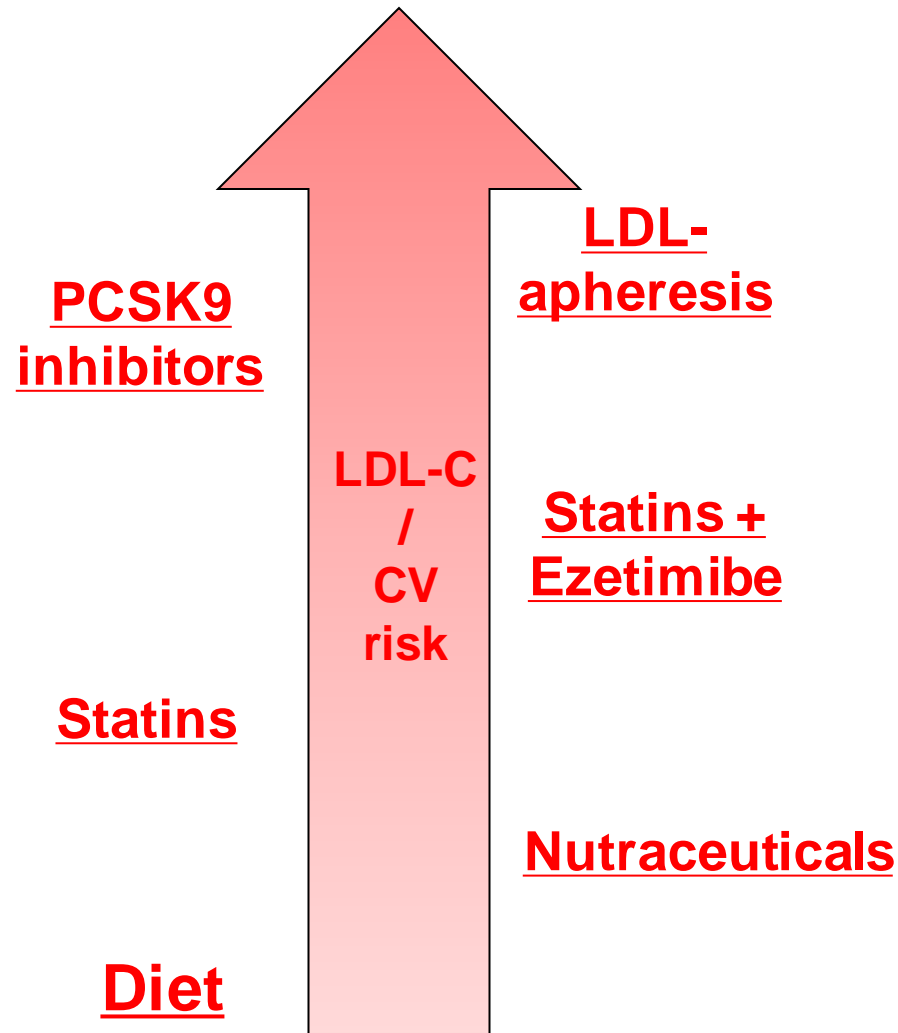 LDL-
apheresis
PCSK9
inhibitors
LDL-C
/
CV
risk
Statins +
Ezetimibe
Statins
Nutraceuticals
Diet